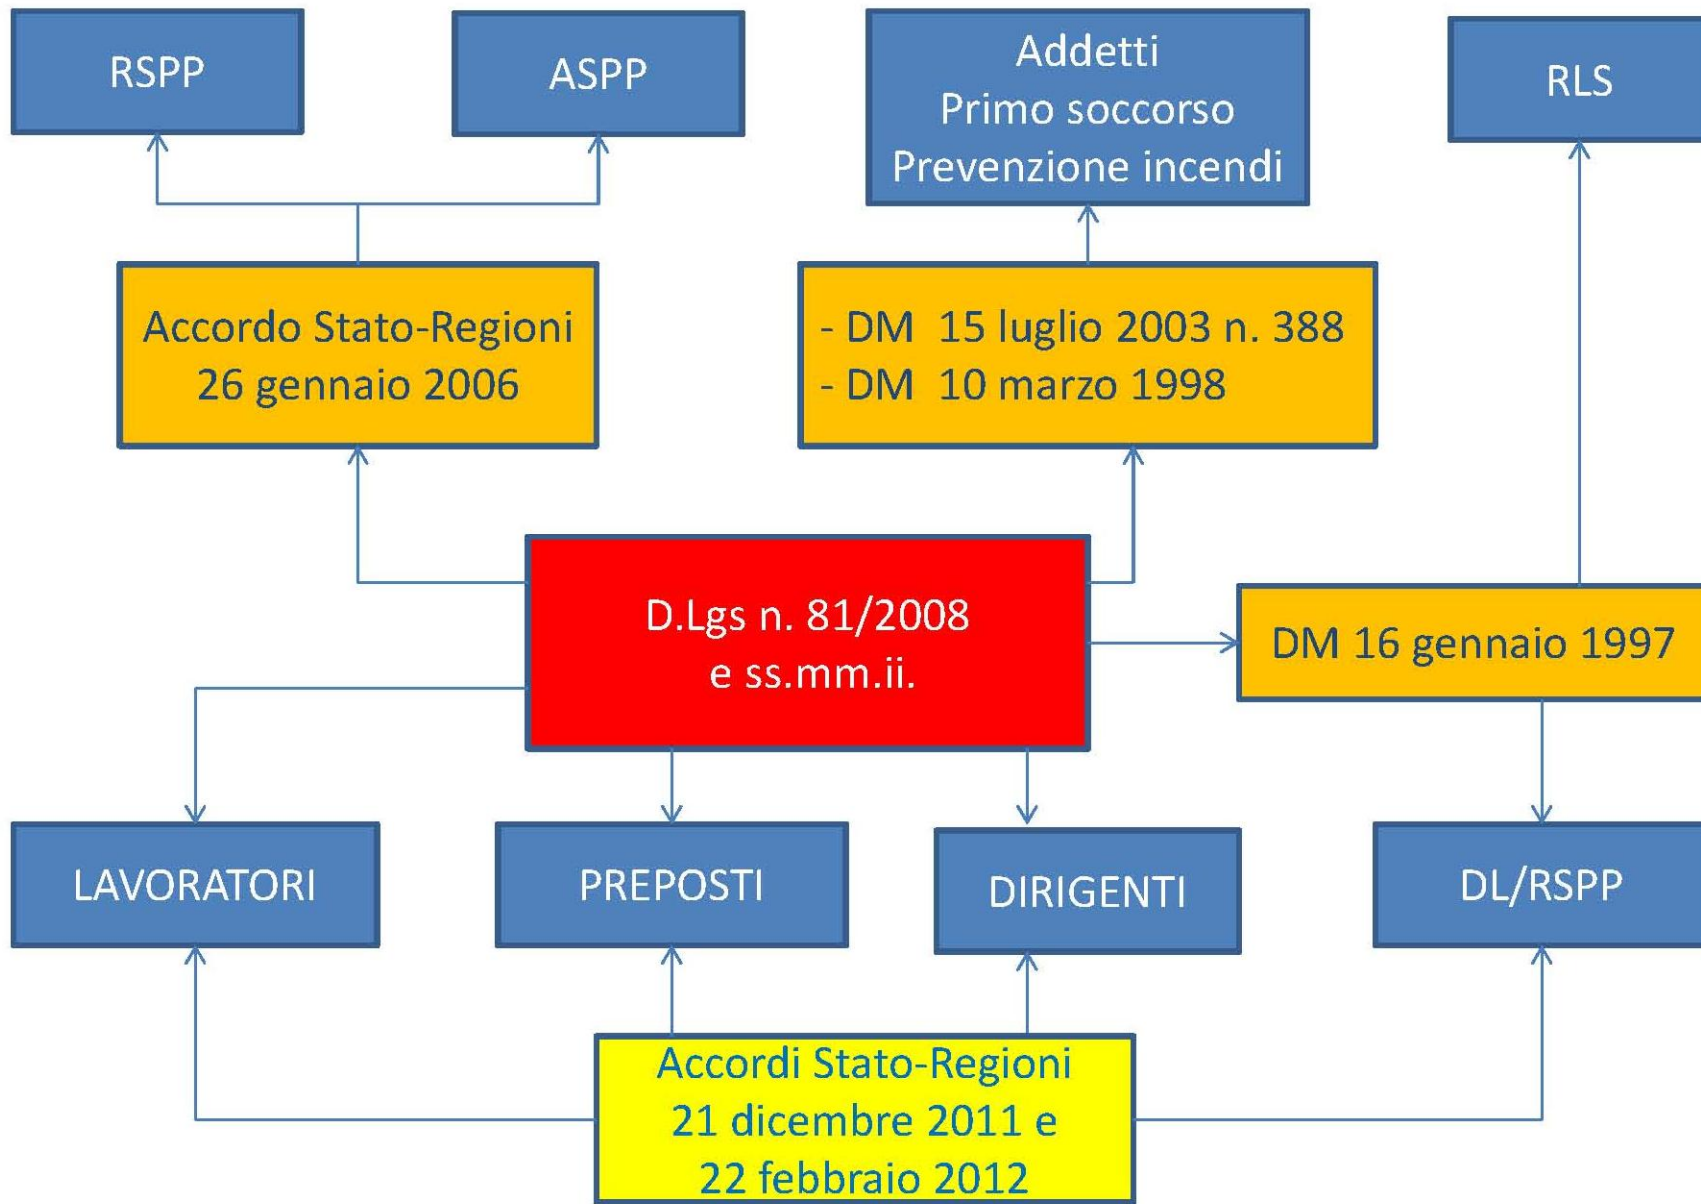 RSPP
ASPP
Addetti
Primo soccorso
Prevenzione incendi
RLS
Accordo Stato-Regioni
26 gennaio 2006
- DM 15 luglio 2003 n. 388
- DM 10 marzo 1998
D.Lgs n. 81/2008
e ss.mm.ii.
DM 16 gennaio 1997
LAVORATORI
PREPOSTI
DIRIGENTI
DL/RSPP
Accordi Stato-Regioni
21 dicembre 2011 e
22 febbraio 2012